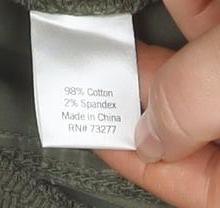 98% Cotton
2% Spandex
Made in China
RN# 73277